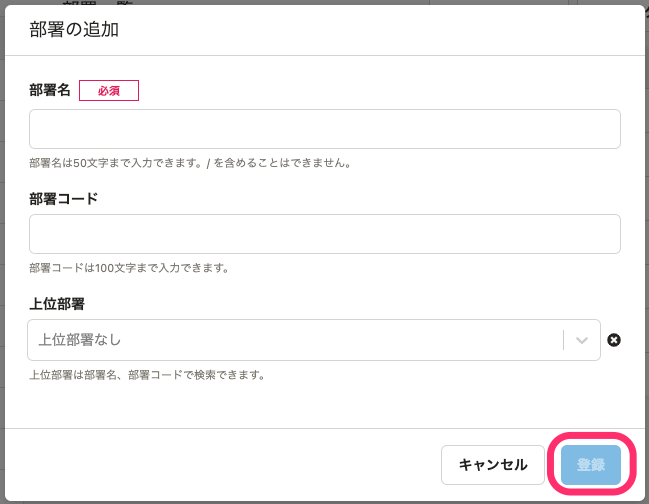 部署の追加
部署名 必須
部署名は50文字まで入力できます。/ を含めることはできません。
部署コード
部署コードは100文字まで入力できます。
上位部署
上位部署なし
上位部署は部署名、部署コードで検索できます。
キャンセル 登録